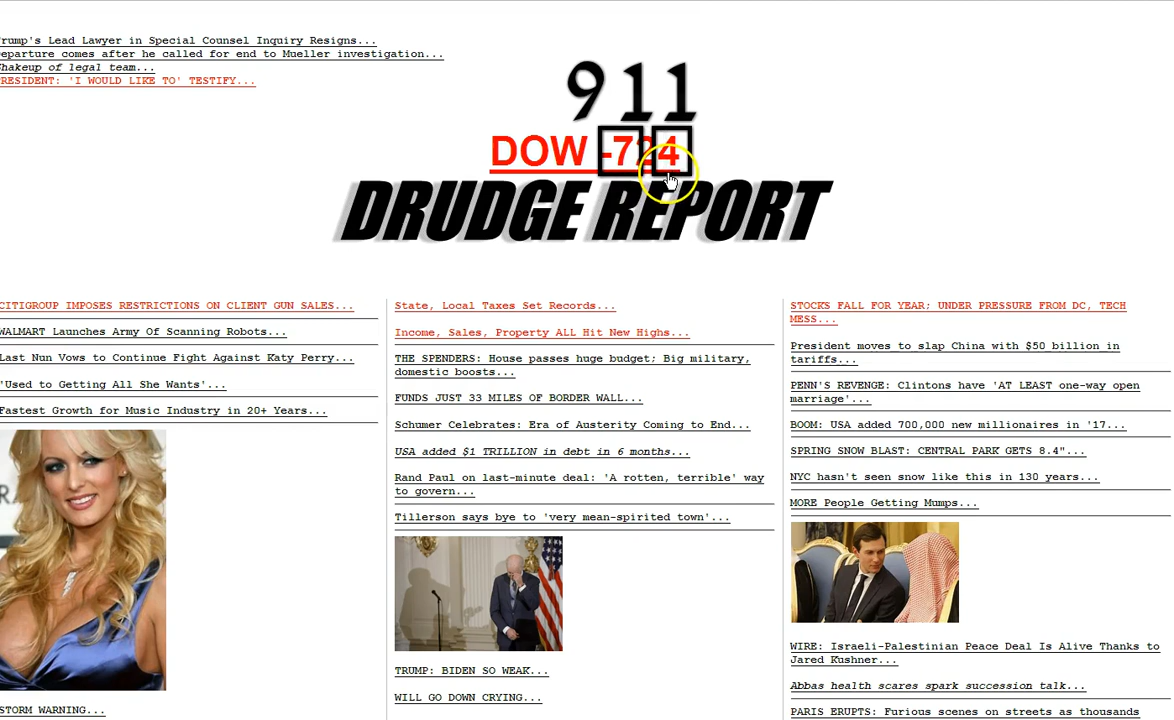 rump's Lead Lawyer in Special Counsel Inquiry Resigns...
eparture comes after he called for end to Mueller investigation...
Shakeup of legal team...
PRESIDENT: 'I WOULD LIKE TO' TESTIFY...
911
DOW -724
DRUDGE REPORT
CITIGROUP IMPOSES RESTRICTIONS ON CLIENT GUN SALES...
WALMART Launches Army Of Scanning Robots...
Last Nun Vows to Continue Fight Against Katy Perry...
'Used to Getting All She Wants'...
Fastest Growth for Music Industry in 20+ Years...
STORM WARNING...
State, Local Taxes Set Records...
Income, Sales, Property ALL Hit New Highs...
THE SPENDERS: House passes huge budget; Big military,
domestic boosts...
FUNDS JUST 33 MILES OF BORDER WALL...
Schumer Celebrates: Era of Austerity Coming to End...
USA added $1 TRILLION in debt in 6 months...
Rand Paul on last-minute deal: 'A rotten, terrible' way
to govern...
Tillerson says bye to 'very mean-spirited town'...
TRUMP: BIDEN SO WEAK...
WILL GO DOWN CRYING...
STOCKS FALL FOR YEAR; UNDER PRESSURE FROM DC, TECH
MESS...
President moves to slap China with $50 billion in
tariffs...
PENN'S REVENGE: Clintons have 'AT LEAST one-way open
marriage'...
BOOM: USA added 700,000 new millionaires in '17...
SPRING SNOW BLAST: CENTRAL PARK GETS 8.4"...
NYC hasn't seen snow like this in 130 years...
MORE People Getting Mumps...
WIRE: Israeli-Palestinian Peace Deal Is Alive Thanks to
Jared Kushner...
Abbas health scares spark succession talk...
PARIS ERUPTS: Furious scenes on streets as thousands